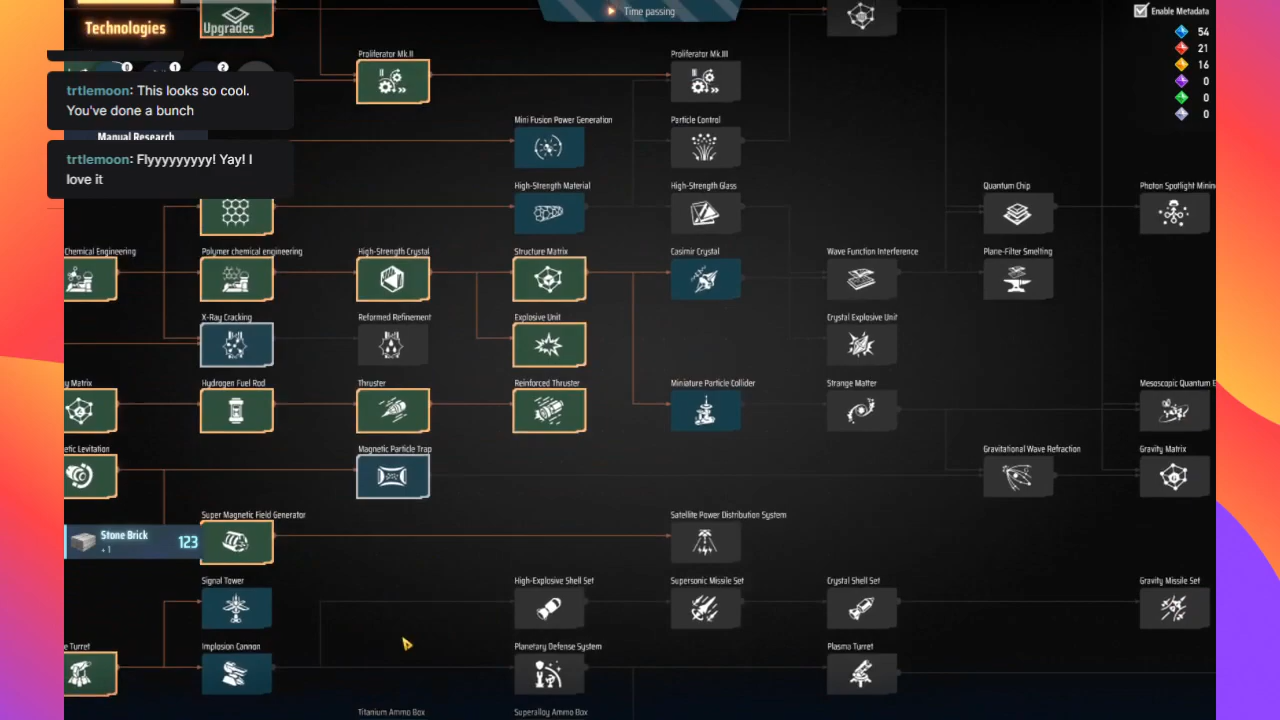 Time passing
Enable Metadata
Technologies
Upgrades
54
21
16
0
0
0
0
1
2
trtlemoon: This looks so cool.
You've done a bunch
Manual Research
trtlemoon: Flyyyyyyyyy! Yay! I
love it
Proliferator Mk.II
Proliferator Mk.III
Mini Fusion Power Generation
Particle Control
High-Strength Material
High-Strength Glass
Quantum Chip
Photon Spotlight Minin
Chemical Engineering
Polymer chemical engineering
High-Strength Crystal
Structure Matrix
Casimir Crystal
Wave Function Interference
Plane-Filter Smelting
X-Ray Cracking
Reformed Refinement
Explosive Unit
Crystal Explosive Unit
y Matrix
Hydrogen Fuel Rod
Thruster
Reinforced Thruster
Miniature Particle Collider
Strange Matter
Mesoscopic Quantum E
etic Levitation
Magnetic Particle Trap
Gravitational Wave Refraction
Gravity Matrix
Super Magnetic Field Generator
Satellite Power Distribution System
Stone Brick
+ 1
123
Signal Tower
High-Explosive Shell Set
Supersonic Missile Set
Crystal Shell Set
Gravity Missile Set
e Turret
Implosion Cannon
Planetary Defense System
Plasma Turret
Titanium Ammo Box
Superalloy Ammo Box